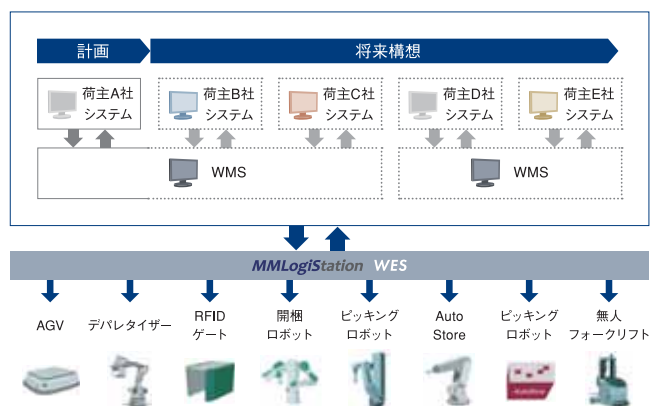 計画
将来構想
荷主A社
システム
荷主B社
システム
荷主C社
システム
荷主D社
システム
荷主E社
システム
WMS
WMS
MMLogiStation WES
AGV
デパレタイザー
RFID
ゲート
開梱
ロボット
ピッキング
ロボット
Auto
Store
ピッキング
ロボット
無人
フォークリフト